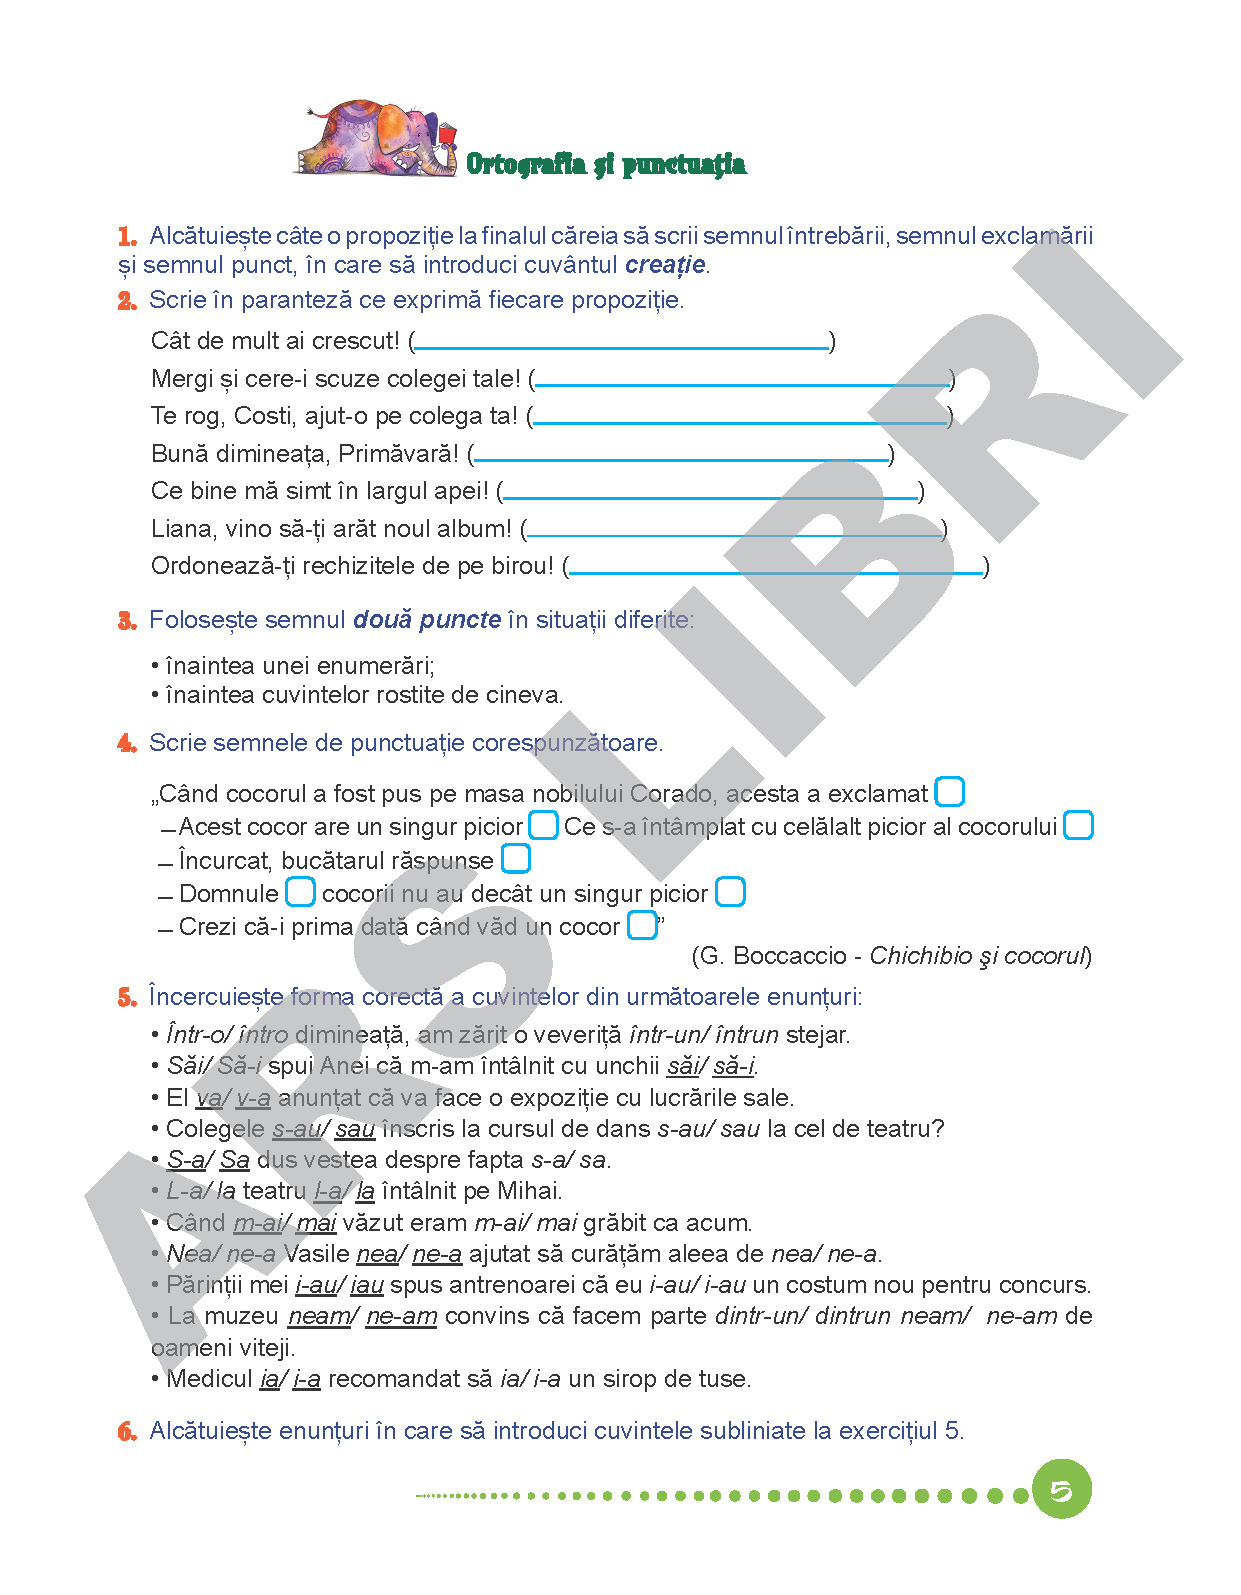 Ortografia și punctuația
1. Alcătuiește câte o propoziție la finalul căreia să scrii semnul întrebării, semnul exclamării
și semnul punct, în care să introduci cuvântul creație.
2. Scrie în paranteză ce exprimă fiecare propoziție.
Cât de mult ai crescut! ( )
Mergi și cere-i scuze colegei tale! ( )
Te rog, Costi, ajut-o pe colega ta! ( )
Bună dimineața, Primăvară! ( )
Ce bine mă simt în largul apei! ( )
Liana, vino să-ți arăt noul album! ( )
Ordonează-ți rechizitele de pe birou! ( )
3. Folosește semnul două puncte în situații diferite:
• înaintea unei enumerări;
• înaintea cuvintelor rostite de cineva.
4. Scrie semnele de punctuație corespunzătoare.
„Când cocorul a fost pus pe masa nobilului Corado, acesta a exclamat
– Acest cocor are un singur picior Ce s-a întâmplat cu celălalt picior al cocorului
– Încurcat, bucătarul răspunse
– Domnule cocorii nu au decât un singur picior
– Crezi că-i prima dată când văd un cocor ”
(G. Boccaccio - Chichibio şi cocorul)
5. Încercuiește forma corectă a cuvintelor din următoarele enunțuri:
• Într-o/ întro dimineață, am zărit o veveriță într-un/ întrun stejar.
• Săi/ Să-i spui Anei că m-am întâlnit cu unchii săi/ să-i.
• El va/ v-a anunțat că va face o expoziție cu lucrările sale.
• Colegele s-au/ sau înscris la cursul de dans s-au/ sau la cel de teatru?
• S-a/ Sa dus vestea despre fapta s-a/ sa.
• L-a/ la teatru l-a/ la întâlnit pe Mihai.
• Când m-ai/ mai văzut eram m-ai/ mai grăbit ca acum.
• Nea/ ne-a Vasile nea/ ne-a ajutat să curățăm aleea de nea/ ne-a.
• Părinții mei i-au/ iau spus antrenoarei că eu i-au/ i-au un costum nou pentru concurs.
• La muzeu neam/ ne-am convins că facem parte dintr-un/ dintrun neam/ ne-am de
oameni viteji.
• Medicul ia/ i-a recomandat să ia/ i-a un sirop de tuse.
6. Alcătuiește enunțuri în care să introduci cuvintele subliniate la exercițiul 5.
5
ARS LIBRI